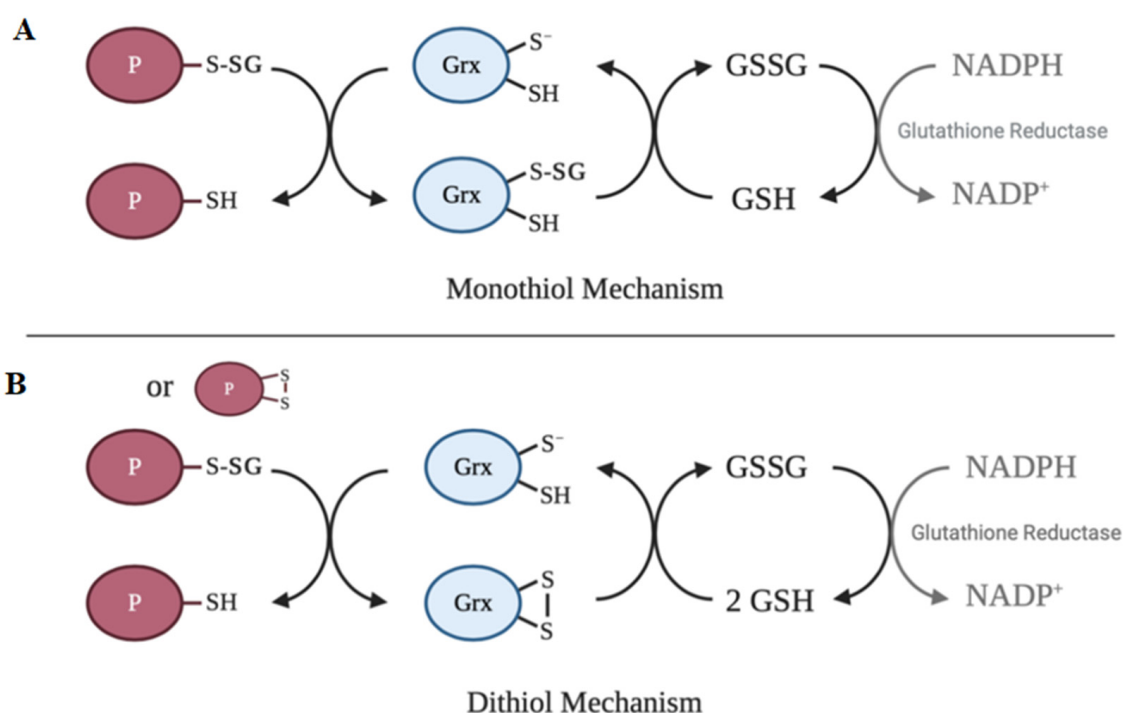 A
P S-SG Grx S⁻ SH GSSG NADPH
Glutathione Reductase
P SH Grx S-SG SH GSH NADP⁺
Monothiol Mechanism
B
or P S S
P S-SG Grx S⁻ SH GSSG NADPH
Glutathione Reductase
P SH Grx S S 2 GSH NADP⁺
Dithiol Mechanism